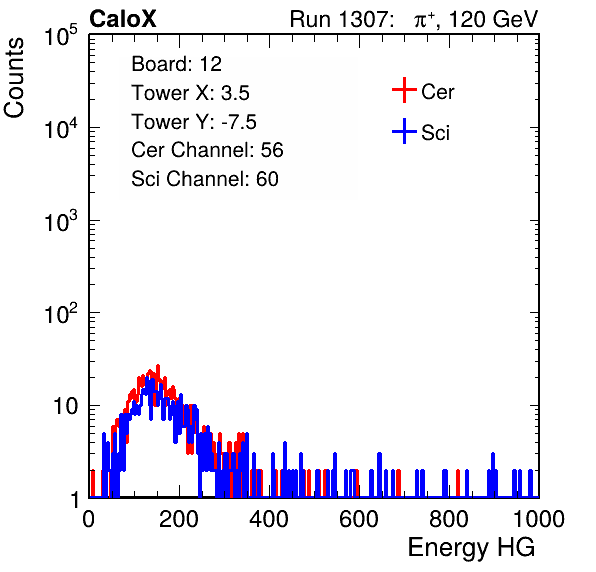 CaloX Run 1307: π⁺, 120 GeV
Counts
10⁵
10⁴
10³
10²
10
1
Board: 12
Tower X: 3.5
Tower Y: -7.5
Cer Channel: 56
Sci Channel: 60
Cer
Sci
0 200 400 600 800 1000
Energy HG